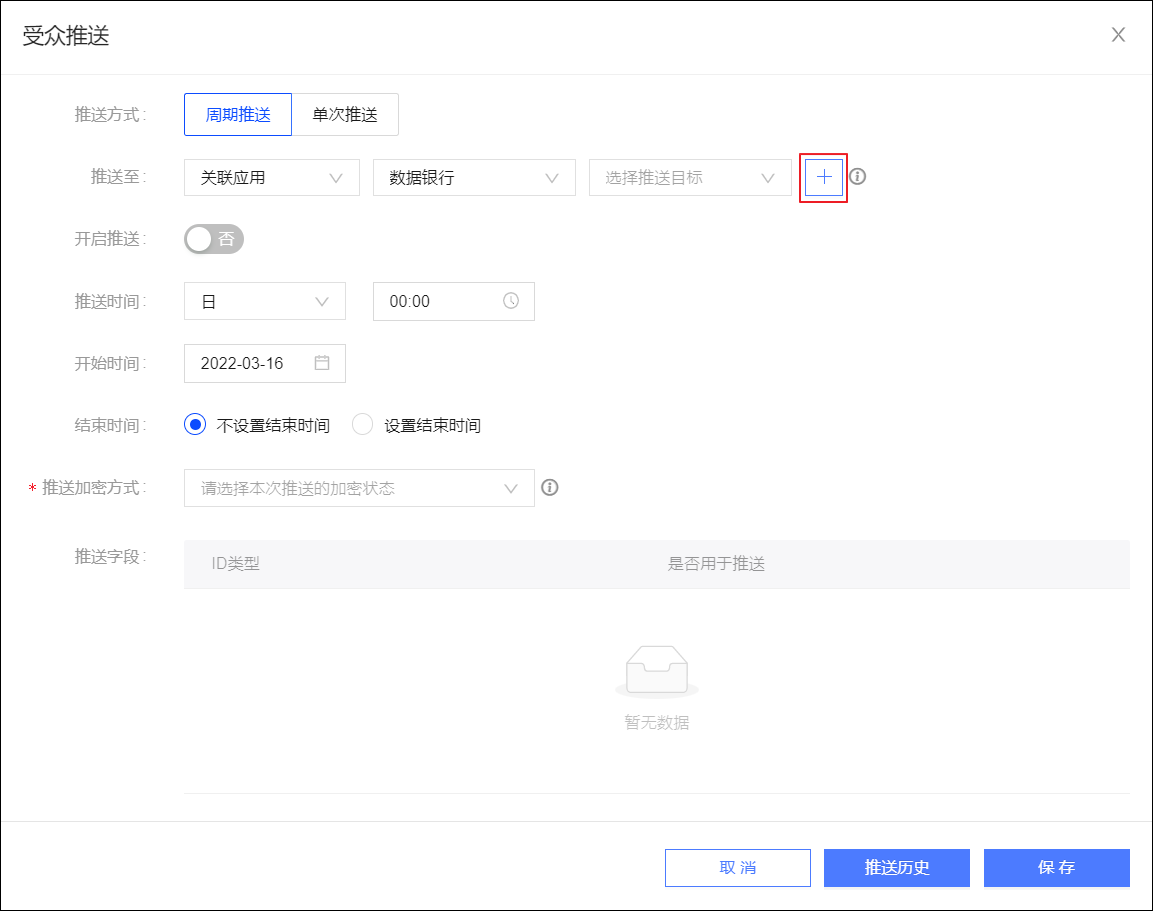 受众推送
推送方式: 周期推送 单次推送
推送至: 关联应用 数据银行 选择推送目标
开启推送: 否
推送时间: 日 00:00
开始时间: 2022-03-16
结束时间: 不设置结束时间 设置结束时间
* 推送加密方式: 请选择本次推送的加密状态
推送字段: ID类型 是否用于推送
暂无数据
取消 推送历史 保存